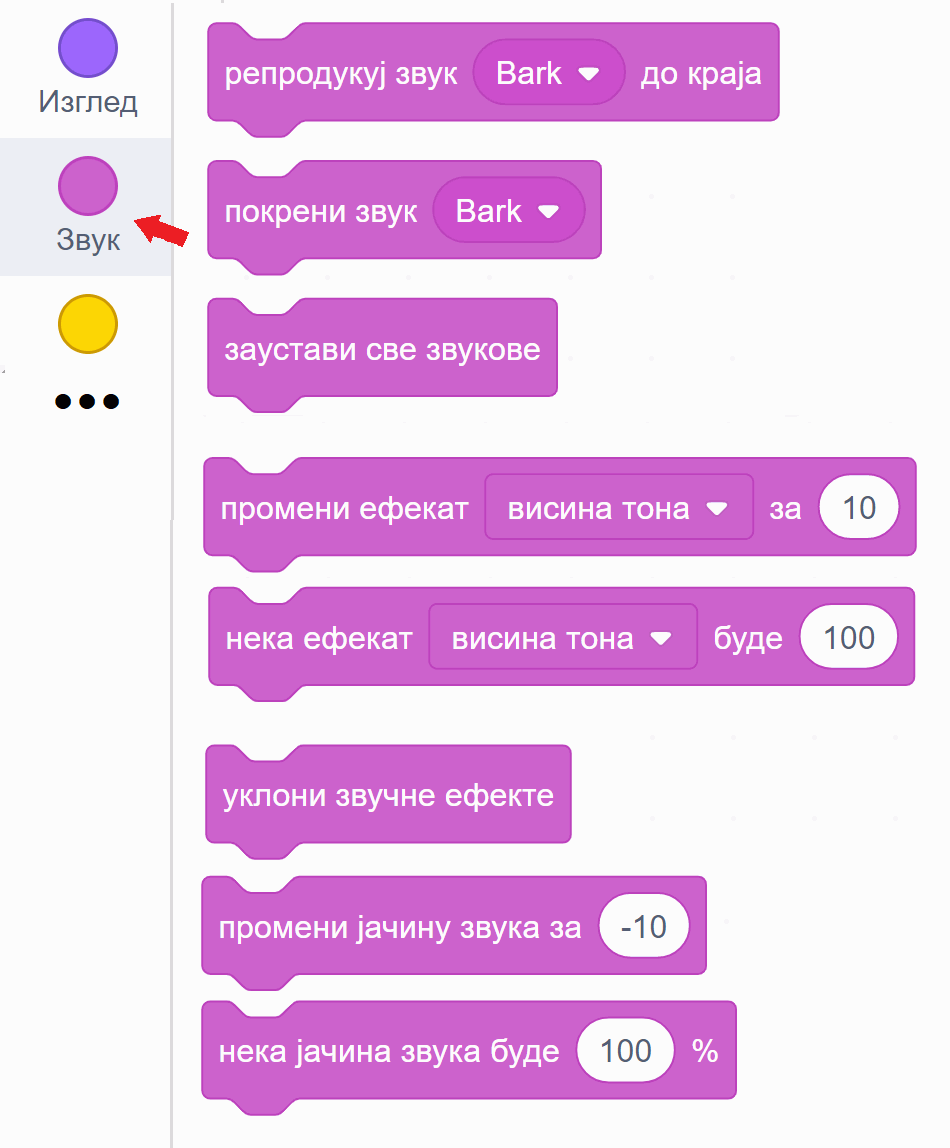 Изглед
Звук
репродукуј звук Bark до краја
покрени звук Bark
заустави све звукове
промени ефекат висина тона за 10
нека ефекат висина тона буде 100
уклони звучне ефекте
промени јачину звука за -10
нека јачина звука буде 100 %